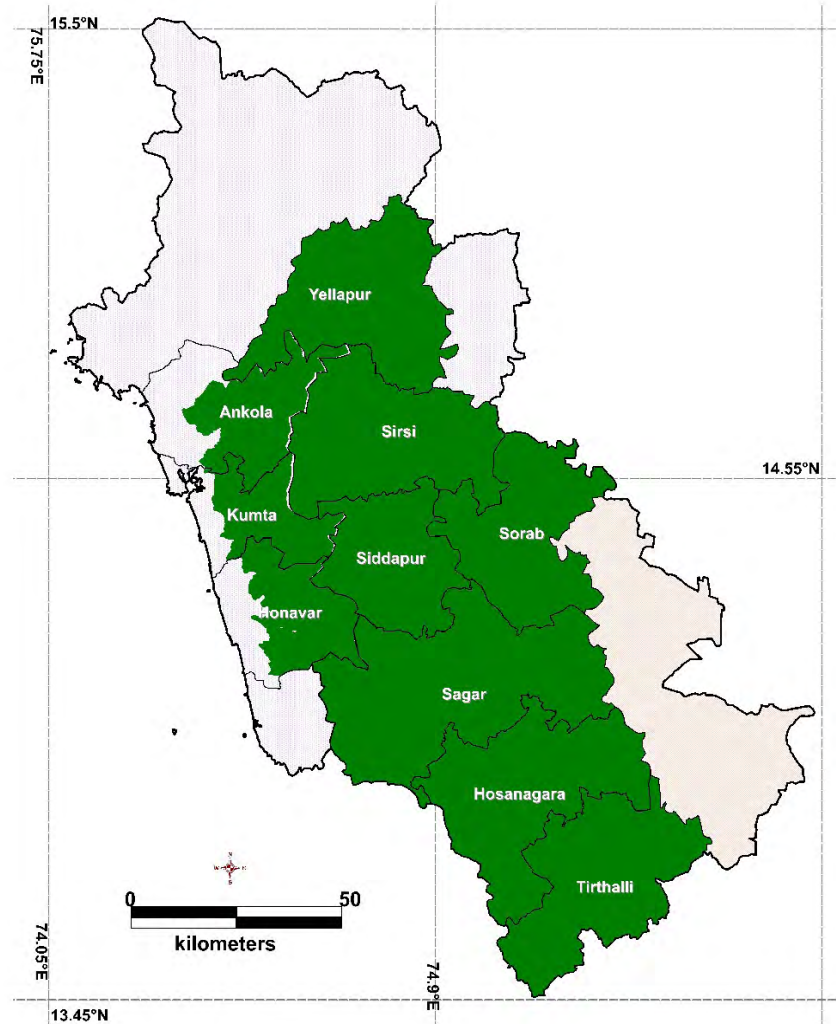 15.5°N
75.75°E
Yellapur
Ankola
Sirsi
14.55°N
Kumta
Sorab
Siddapur
Honavar
Sagar
Hosanagara
N
W E
S
Tirthalli
0 50
kilometers
74.05°E
74.9°E
13.45°N